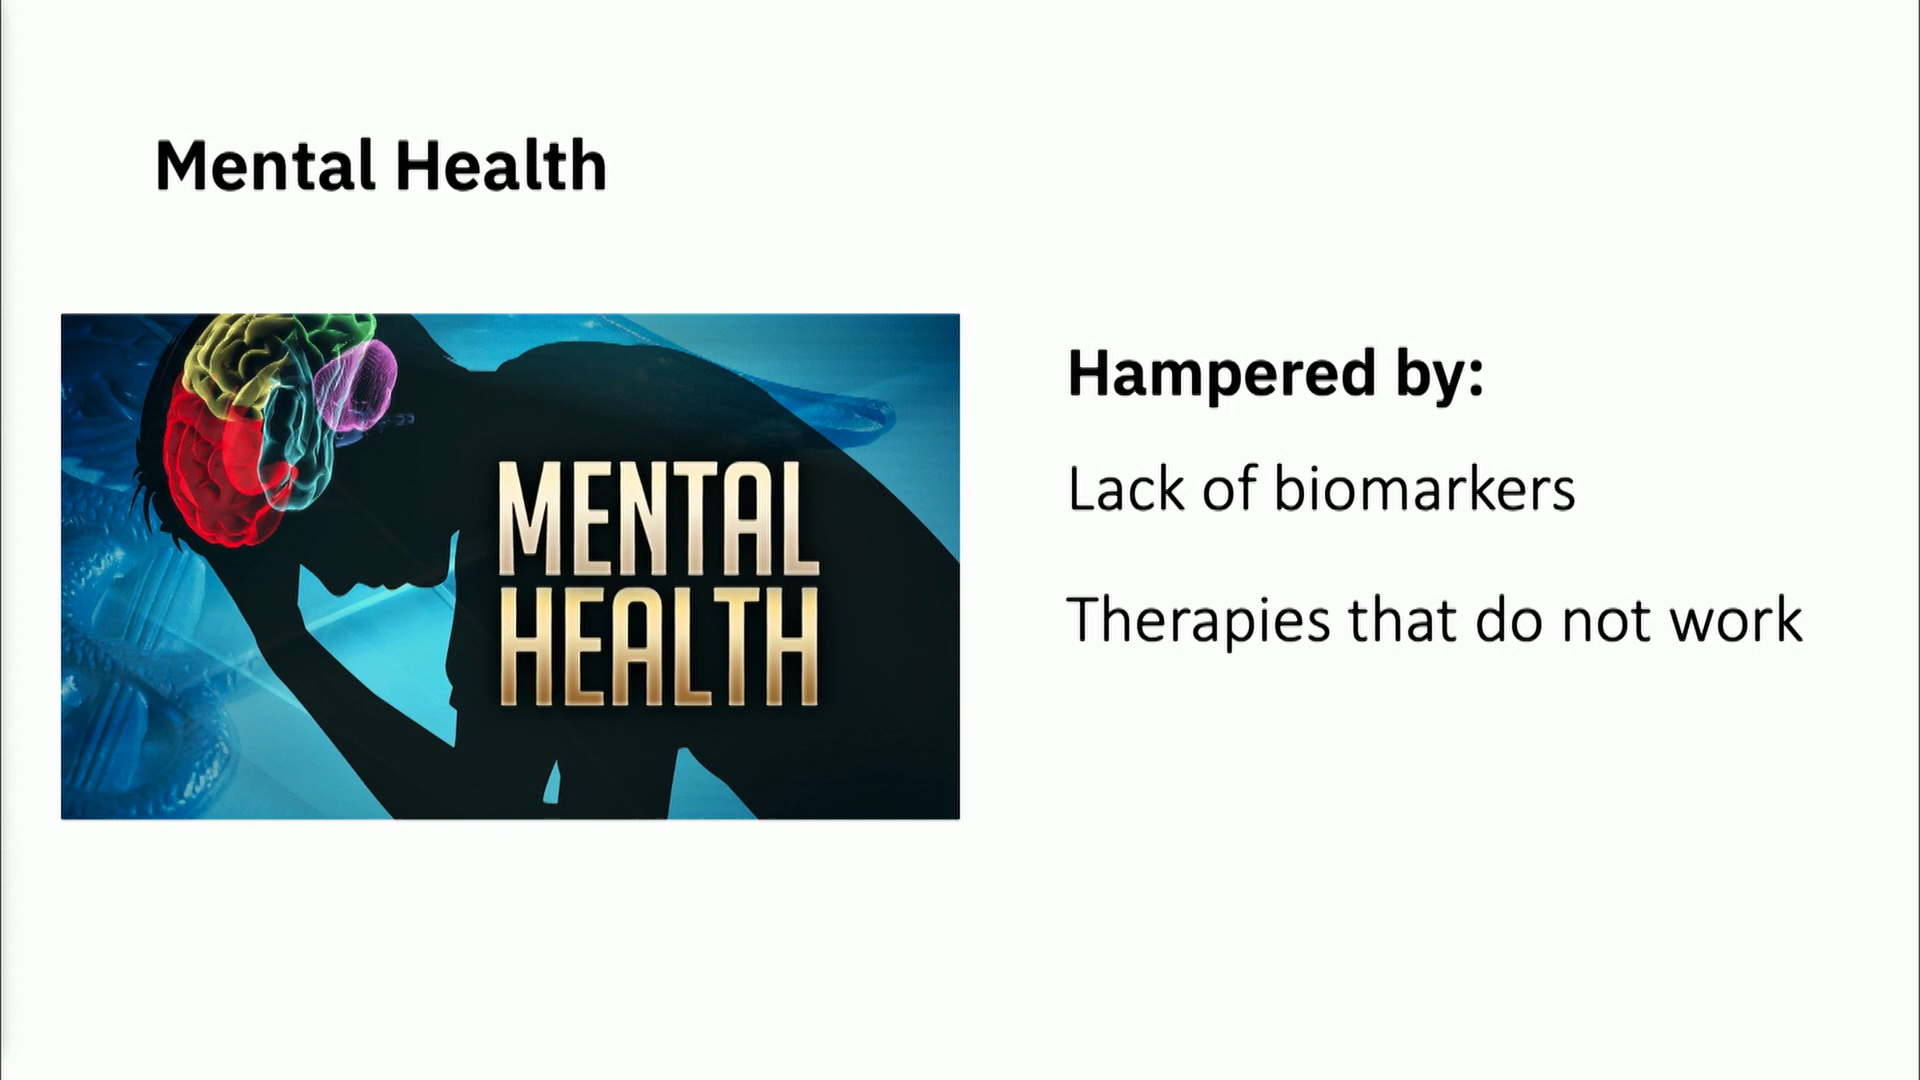 Mental Health
MENTAL
HEALTH
Hampered by:
Lack of biomarkers
Therapies that do not work